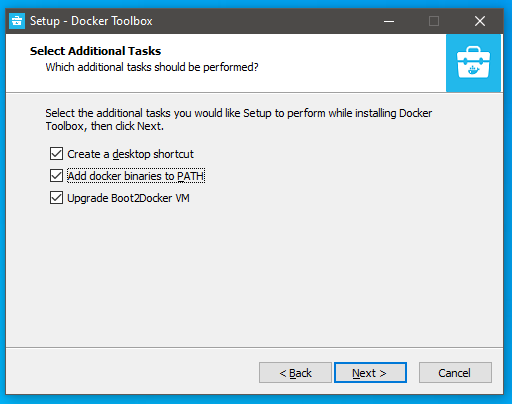 Setup - Docker Toolbox
Select Additional Tasks
Which additional tasks should be performed?
Select the additional tasks you would like Setup to perform while installing Docker
Toolbox, then click Next.
Create a desktop shortcut
Add docker binaries to PATH
Upgrade Boot2Docker VM
< Back
Next >
Cancel